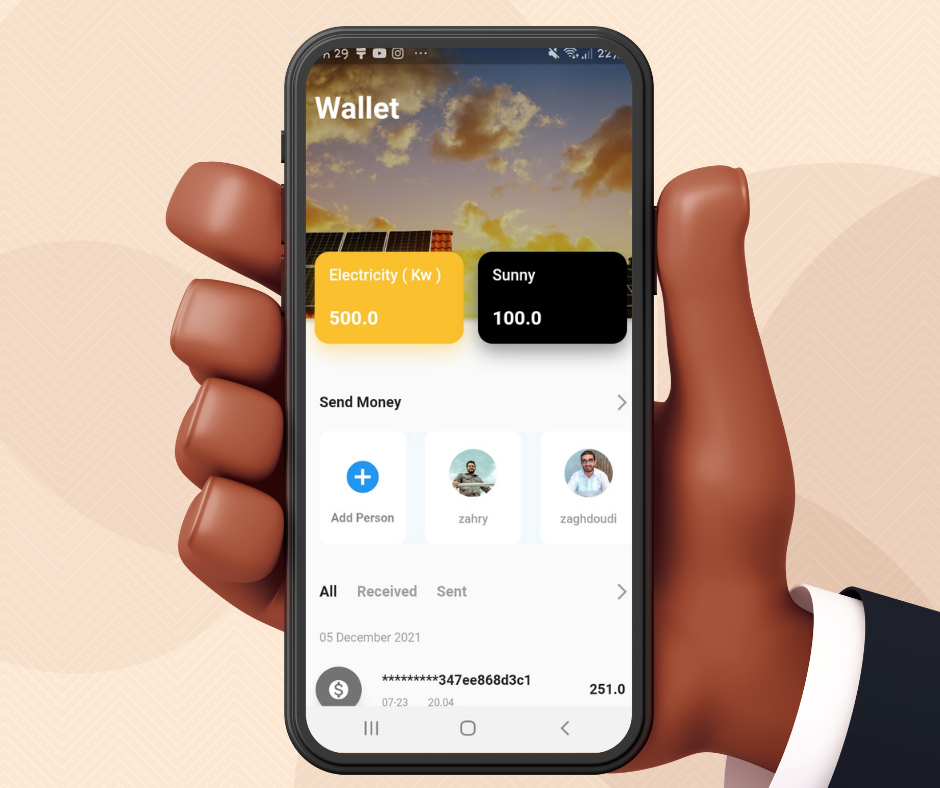 29 ...
Wallet
Electricity ( Kw )
Sunny
500.0
100.0
Send Money
Add Person
zahry
zaghdoudi
All
Received
Sent
05 December 2021
*********347ee868d3c1
251.0
07-23
20.04